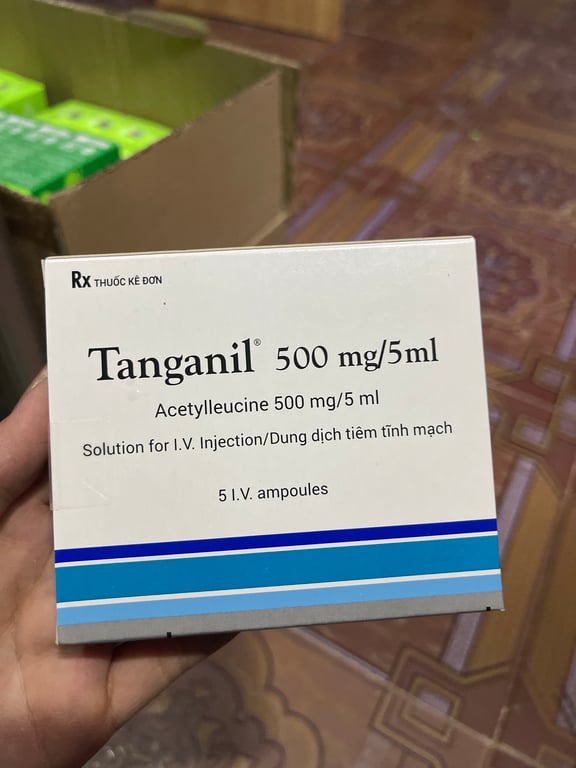 Rx THUỐC KÊ ĐƠN
Tanganil® 500 mg/5ml
Acetylleucine 500 mg/5 ml
Solution for I.V. Injection/Dung dịch tiêm tĩnh mạch
5 I.V. ampoules